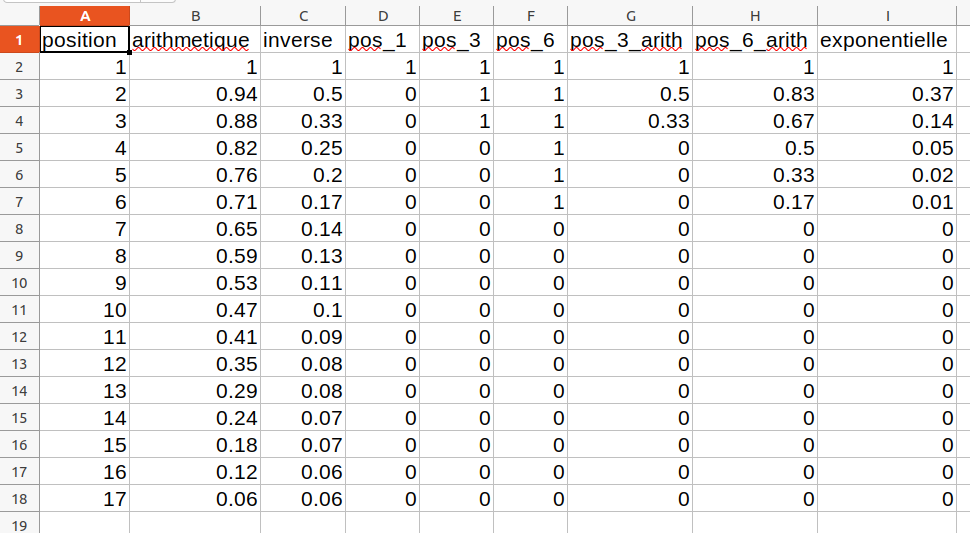 A B C D E F G H I
1 position arithmetique inverse pos_1 pos_3 pos_6 pos_3_arith pos_6_arith exponentielle
2 1 1 1 1 1 1 1 1 1
3 2 0.94 0.5 0 1 1 0.5 0.83 0.37
4 3 0.88 0.33 0 1 1 0.33 0.67 0.14
5 4 0.82 0.25 0 0 1 0 0.5 0.05
6 5 0.76 0.2 0 0 1 0 0.33 0.02
7 6 0.71 0.17 0 0 1 0 0.17 0.01
8 7 0.65 0.14 0 0 0 0 0 0
9 8 0.59 0.13 0 0 0 0 0 0
10 9 0.53 0.11 0 0 0 0 0 0
11 10 0.47 0.1 0 0 0 0 0 0
12 11 0.41 0.09 0 0 0 0 0 0
13 12 0.35 0.08 0 0 0 0 0 0
14 13 0.29 0.08 0 0 0 0 0 0
15 14 0.24 0.07 0 0 0 0 0 0
16 15 0.18 0.07 0 0 0 0 0 0
17 16 0.12 0.06 0 0 0 0 0 0
18 17 0.06 0.06 0 0 0 0 0 0
19